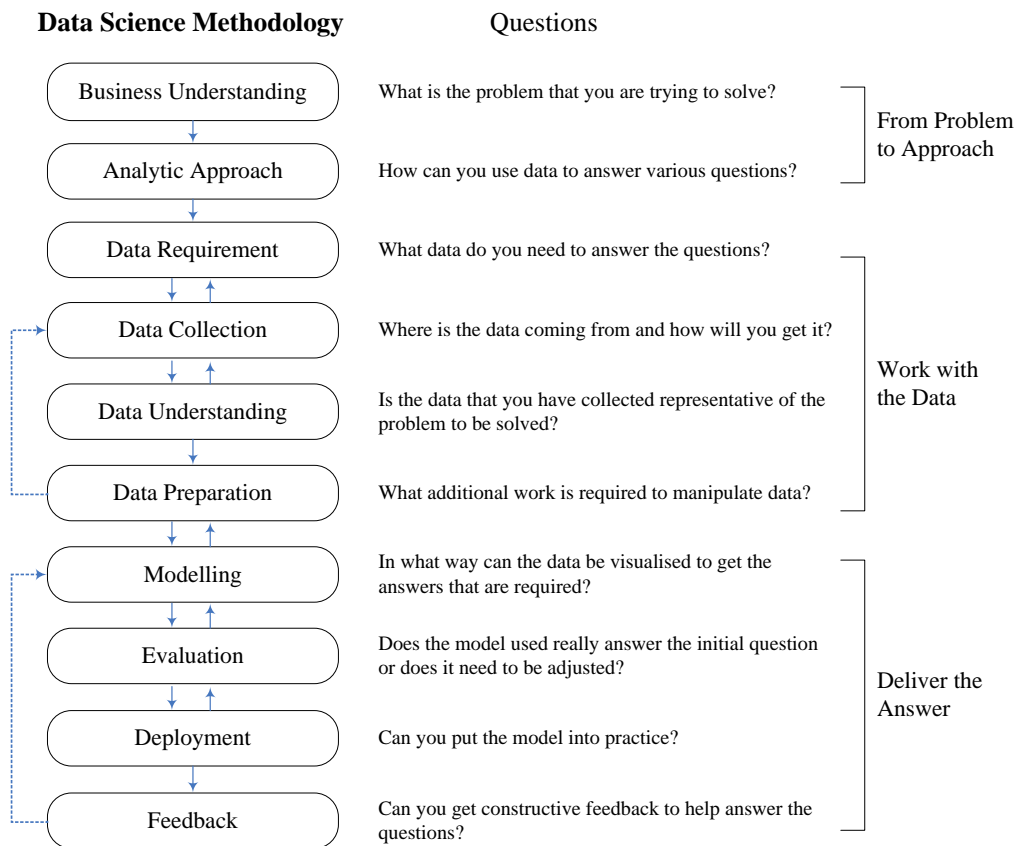 Data Science Methodology
Questions
Business Understanding
What is the problem that you are trying to solve?
Analytic Approach
How can you use data to answer various questions?
From Problem
to Approach
Data Requirement
What data do you need to answer the questions?
Data Collection
Where is the data coming from and how will you get it?
Data Understanding
Is the data that you have collected representative of the
problem to be solved?
Data Preparation
What additional work is required to manipulate data?
Work with
the Data
Modelling
In what way can the data be visualised to get the
answers that are required?
Evaluation
Does the model used really answer the initial question
or does it need to be adjusted?
Deployment
Can you put the model into practice?
Feedback
Can you get constructive feedback to help answer the
questions?
Deliver the
Answer